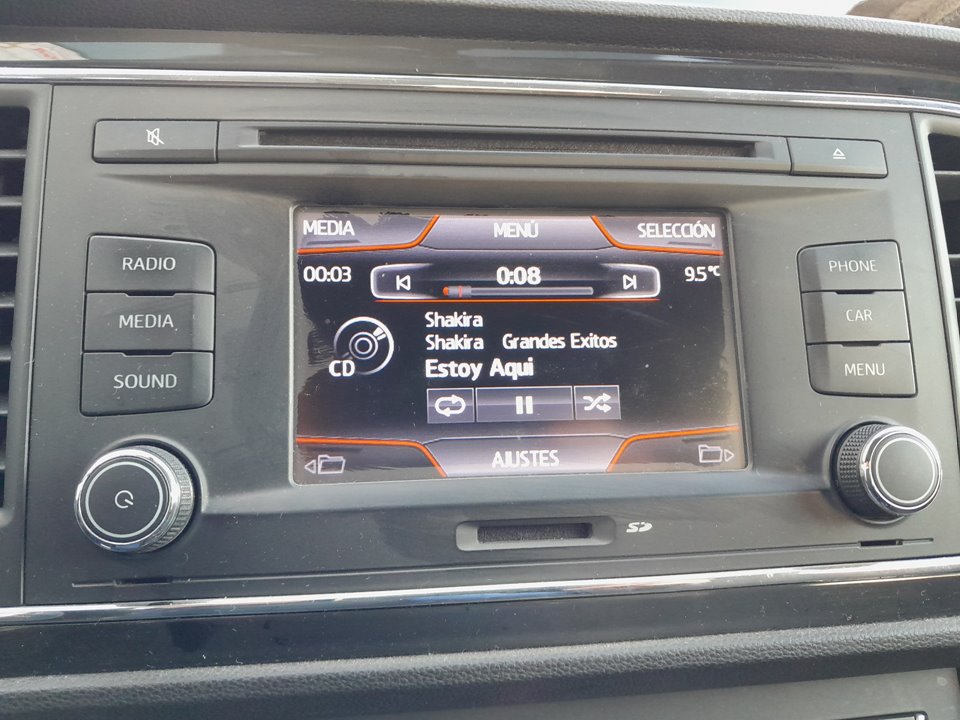 MEDIA MENÚ SELECCIÓN
00:03 0:08 9.5°C
RADIO PHONE
Shakira
MEDIA CAR
Shakira Grandes Exitos
CD Estoy Aqui
SOUND MENU
AJUSTES
SD